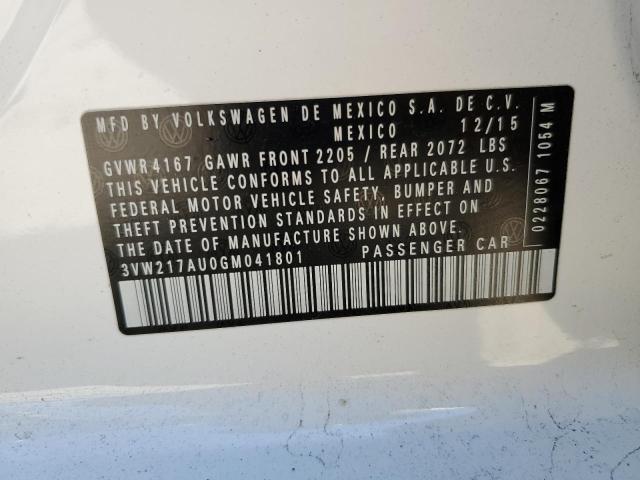 MFD BY VOLKSWAGEN DE MEXICO S.A. DE C.V.
MEXICO 12/15
GVWR 4167 GAWR FRONT 2205 / REAR 2072 LBS
THIS VEHICLE CONFORMS TO ALL APPLICABLE U.S.
FEDERAL MOTOR VEHICLE SAFETY, BUMPER AND
THEFT PREVENTION STANDARDS IN EFFECT ON
THE DATE OF MANUFACTURE SHOWN ABOVE.
3VW217AU0GM041801 PASSENGER CAR
0228067 1054 M